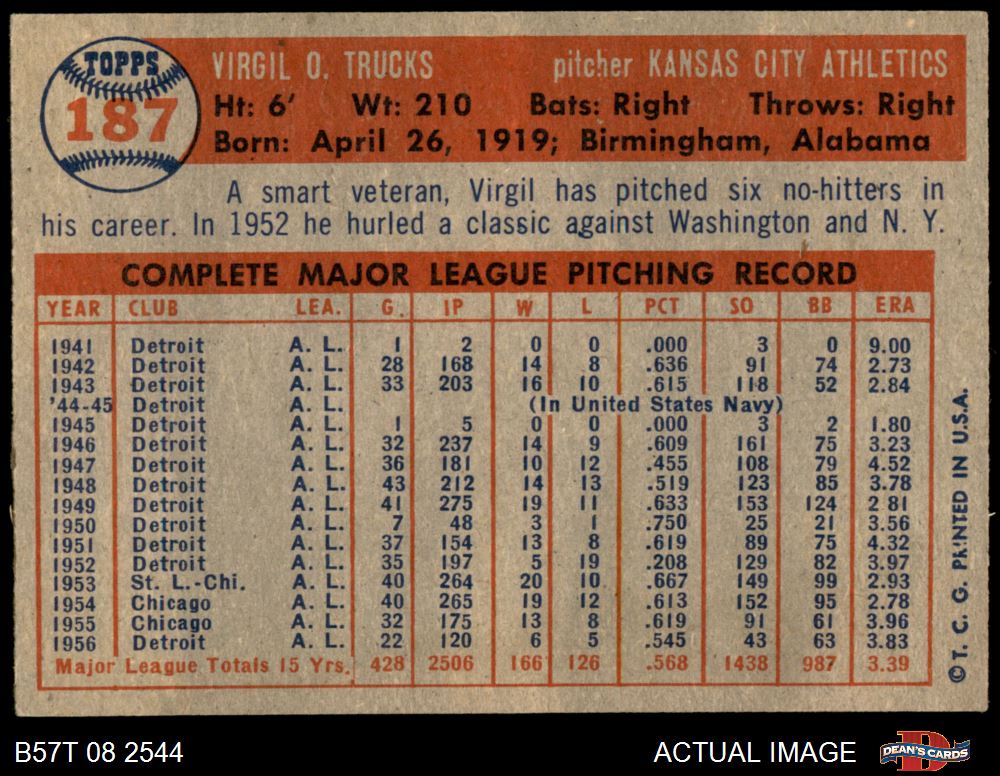 TOPPS
187
VIRGIL O. TRUCKS pitcher KANSAS CITY ATHLETICS
Ht: 6' Wt: 210 Bats: Right Throws: Right
Born: April 26, 1919; Birmingham, Alabama
A smart veteran, Virgil has pitched six no-hitters in
his career. In 1952 he hurled a classic against Washington and N. Y.
COMPLETE MAJOR LEAGUE PITCHING RECORD
YEAR CLUB LEA. G. IP W L PCT SO BB ERA
1941 Detroit A. L. 1 2 0 0 .000 3 0 9.00
1942 Detroit A. L. 28 168 14 8 .636 91 74 2.73
1943 Detroit A. L. 33 203 16 10 .615 118 52 2.84
'44-45 Detroit A. L. (In United States Navy)
1945 Detroit A. L. 1 5 0 0 .000 3 2 1.80
1946 Detroit A. L. 32 237 14 9 .609 161 75 3.23
1947 Detroit A. L. 36 181 10 12 .455 108 79 4.52
1948 Detroit A. L. 43 212 14 13 .519 123 85 3.78
1949 Detroit A. L. 41 275 19 11 .633 153 124 2 81
1950 Detroit A. L. 7 48 3 1 .750 25 21 3.56
1951 Detroit A. L. 37 154 13 8 .619 89 75 4.32
1952 Detroit A. L. 35 197 5 19 .208 129 82 3.97
1953 St. L.-Chi. A. L. 40 264 20 10 .667 149 99 2.93
1954 Chicago A. L. 40 265 19 12 .613 152 95 2.78
1955 Chicago A. L. 32 175 13 8 .619 91 61 3.96
1956 Detroit A. L. 22 120 6 5 .545 43 63 3.83
Major League Totals 15 Yrs. 428 2506 166 126 .568 1438 987 3.39
©T. C. G. PRINTED IN U.S.A.
B57T 08 2544 ACTUAL IMAGE DEAN'S CARDS